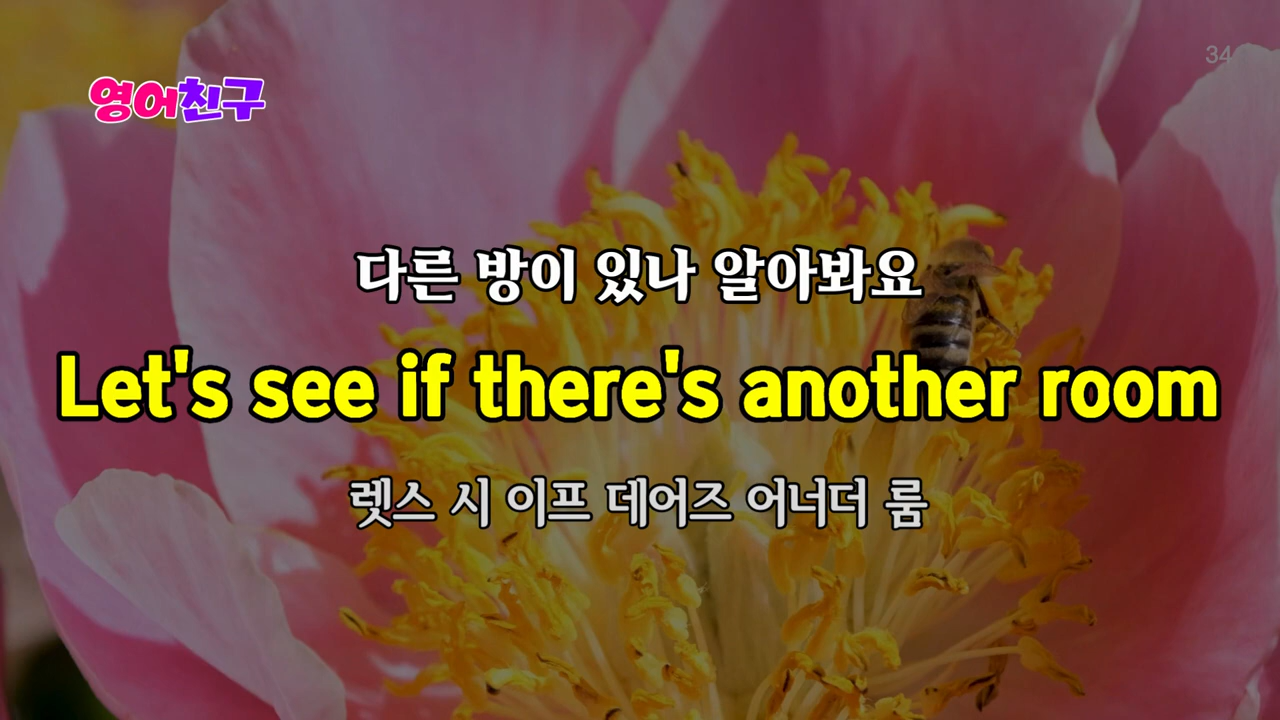 34
영어친구
다른 방이 있나 알아봐요
Let's see if there's another room
렛스 시 이프 데어즈 어너더 룸